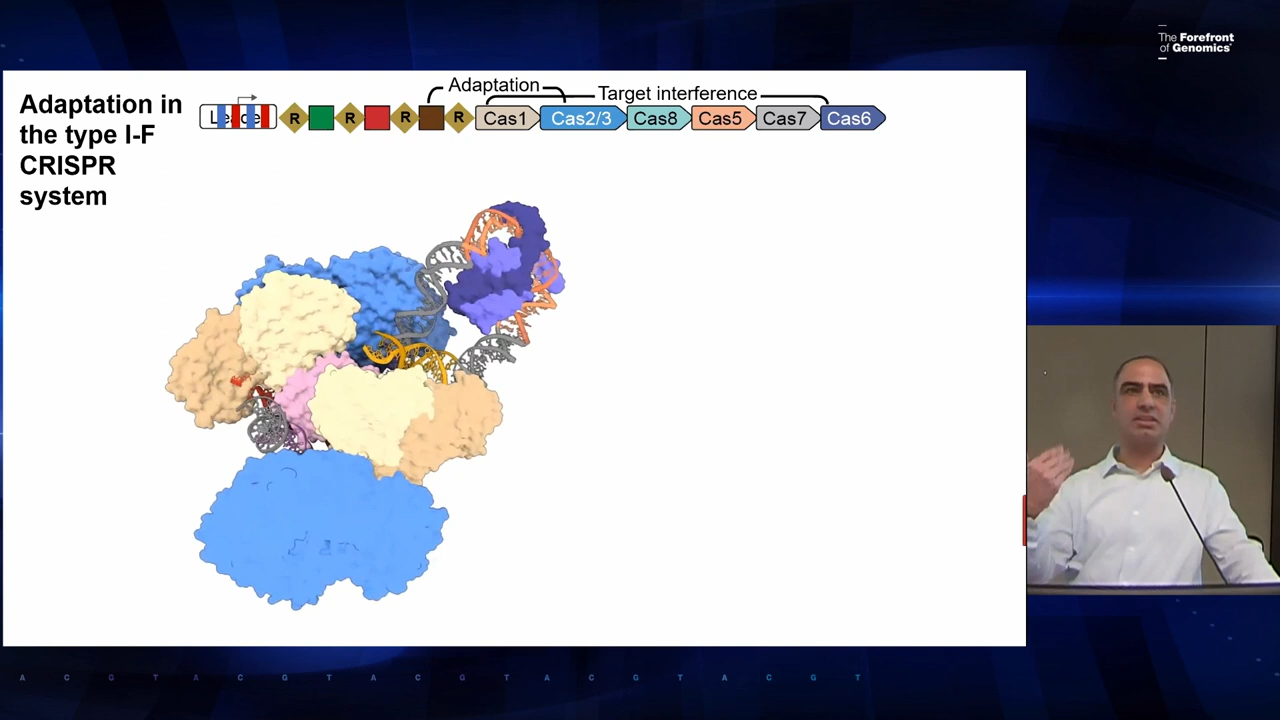 The Forefront
of Genomics
Adaptation in
the type I-F
CRISPR
system
Adaptation
Target interference
Leader R R R R Cas1 Cas2/3 Cas8 Cas5 Cas7 Cas6
A C G T A C G T A C G T A C G T A C G T